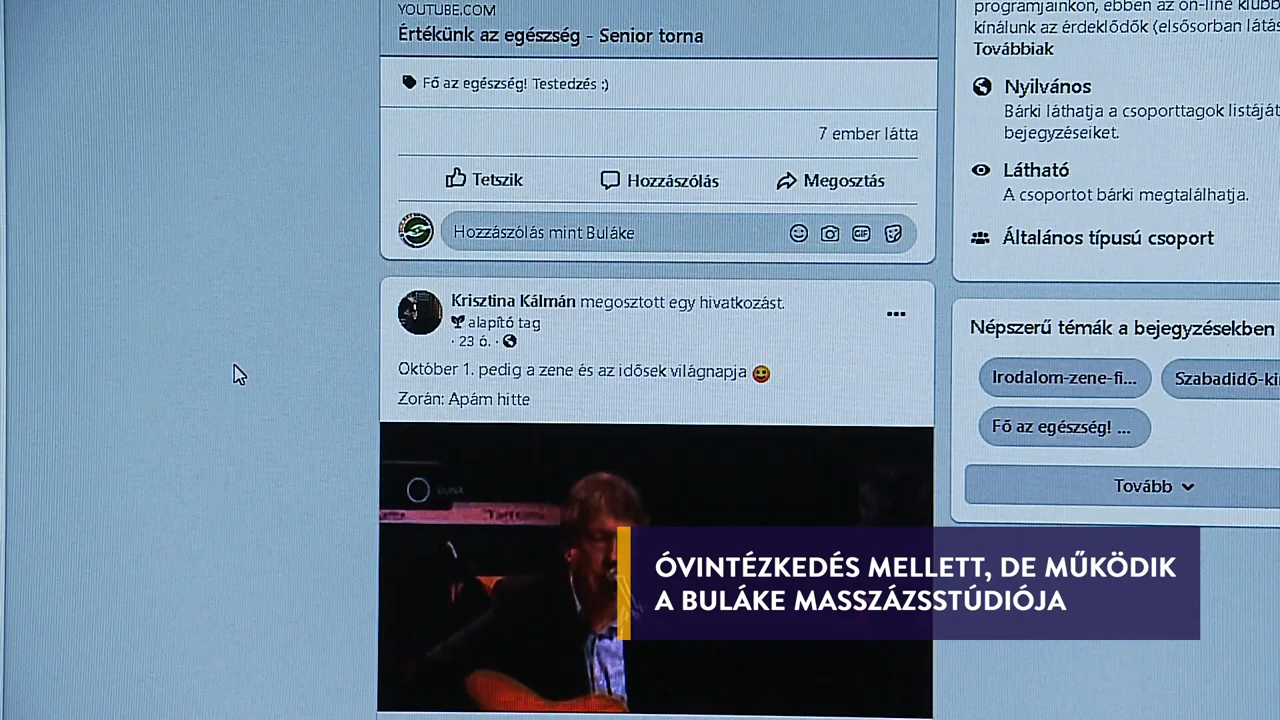 YOUTUBE.COM
Értékünk az egészség - Senior torna
Fő az egészség! Testedzés :)
7 ember látta
Tetszik
Hozzászólás
Megosztás
Hozzászólás mint Buláke
GIF
Krisztina Kálmán megosztott egy hivatkozást.
alapító tag
· 23 ó. ·
Október 1. pedig a zene és az idősek világnapja
Zorán: Apám hitte
DUNA
programjainkon, ebben az on-line klubb
kínálunk az érdeklődők (elsősorban látás
Továbbiak
Nyilvános
Bárki láthatja a csoporttagok listáját
bejegyzéseiket.
Látható
A csoportot bárki megtalálhatja.
Általános típusú csoport
Népszerű témák a bejegyzésekben
Irodalom-zene-fi...
Szabadidő-ki
Fő az egészség! ...
Tovább
ÓVINTÉZKEDÉS MELLETT, DE MŰKÖDIK
A BULÁKE MASSZÁZSSTÚDIÓJA